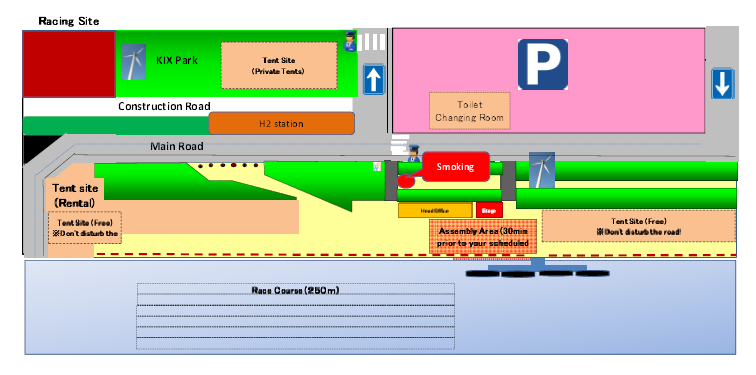 Racing Site
KIX Park
Tent Site
(Private Tents)
P
Construction Road
Toilet
Changing Room
H2 station
Main Road
Smoking
Tent site
(Rental)
Tent Site (Free)
※Don't disturb the
Head Office
Stage
Assembly Area (30min
prior to your scheduled
Tent Site (Free)
※Don't disturb the road!
Race Course (250m)